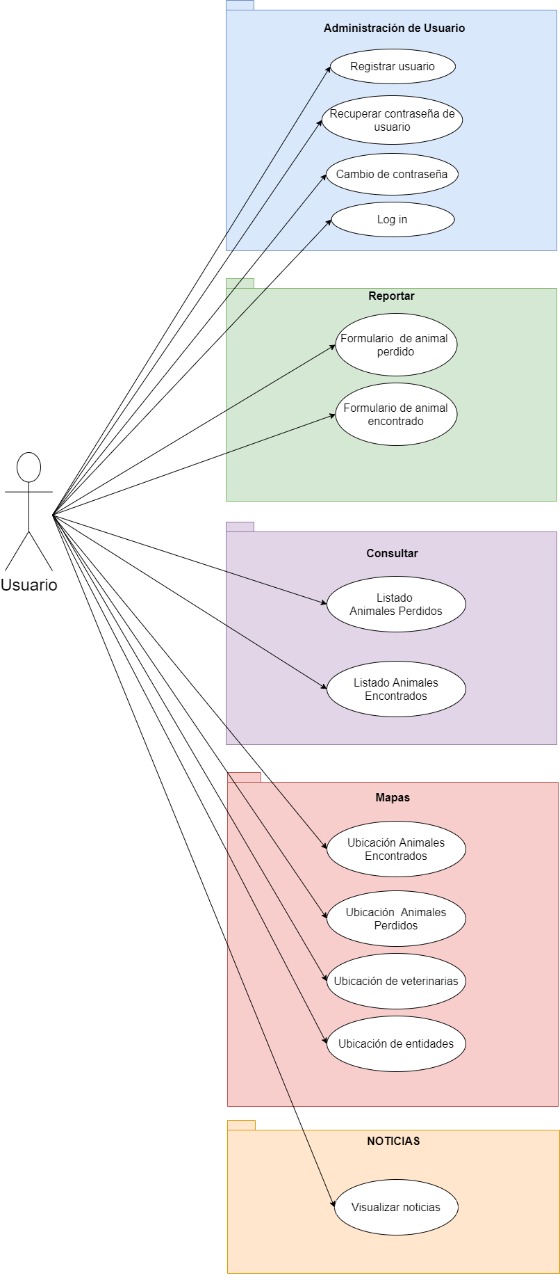 Administración de Usuario
Registrar usuario
Recuperar contraseña de
usuario
Cambio de contraseña
Log in
Reportar
Formulario de animal
perdido
Formulario de animal
encontrado
Usuario
Consultar
Listado
Animales Perdidos
Listado Animales
Encontrados
Mapas
Ubicación Animales
Encontrados
Ubicación Animales
Perdidos
Ubicación de veterinarias
Ubicación de entidades
NOTICIAS
Visualizar noticias